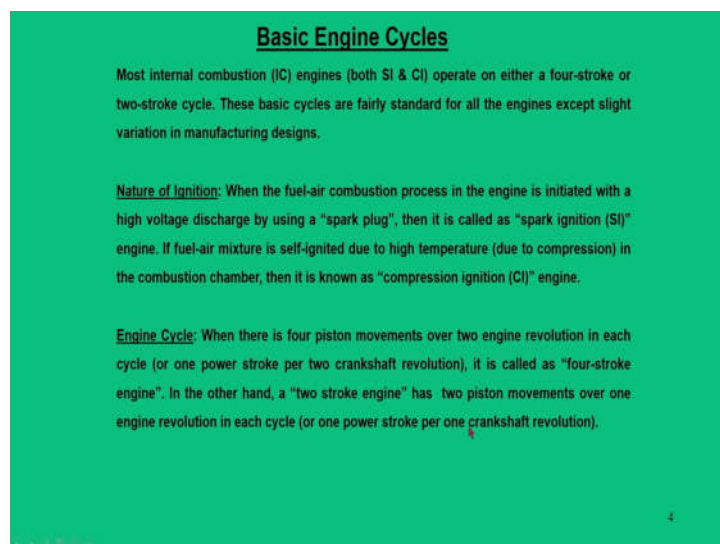 Basic Engine Cycles
Most internal combustion (IC) engines (both SI & CI) operate on either a four-stroke or
two-stroke cycle. These basic cycles are fairly standard for all the engines except slight
variation in manufacturing designs.
Nature of Ignition: When the fuel-air combustion process in the engine is initiated with a
high voltage discharge by using a “spark plug”, then it is called as “spark ignition (SI)”
engine. If fuel-air mixture is self-ignited due to high temperature (due to compression) in
the combustion chamber, then it is known as “compression ignition (CI)” engine.
Engine Cycle: When there is four piston movements over two engine revolution in each
cycle (or one power stroke per two crankshaft revolution), it is called as “four-stroke
engine”. In the other hand, a “two stroke engine” has two piston movements over one
engine revolution in each cycle (or one power stroke per one crankshaft revolution).
4